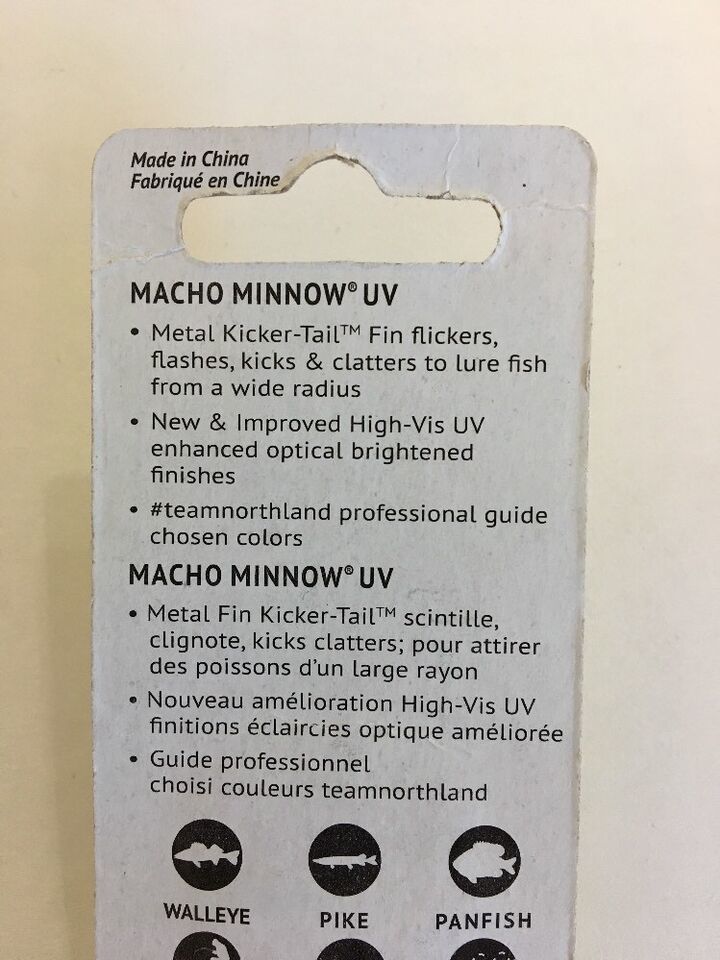 Made in China
Fabriqué en Chine
MACHO MINNOW® UV
• Metal Kicker-Tail™ Fin flickers,
flashes, kicks & clatters to lure fish
from a wide radius
• New & Improved High-Vis UV
enhanced optical brightened
finishes
• #teamnorthland professional guide
chosen colors
MACHO MINNOW® UV
• Metal Fin Kicker-Tail™ scintille,
clignote, kicks clatters; pour attirer
des poissons d'un large rayon
• Nouveau amélioration High-Vis UV
finitions éclaircies optique améliorée
• Guide professionnel
choisi couleurs teamnorthland
WALLEYE PIKE PANFISH